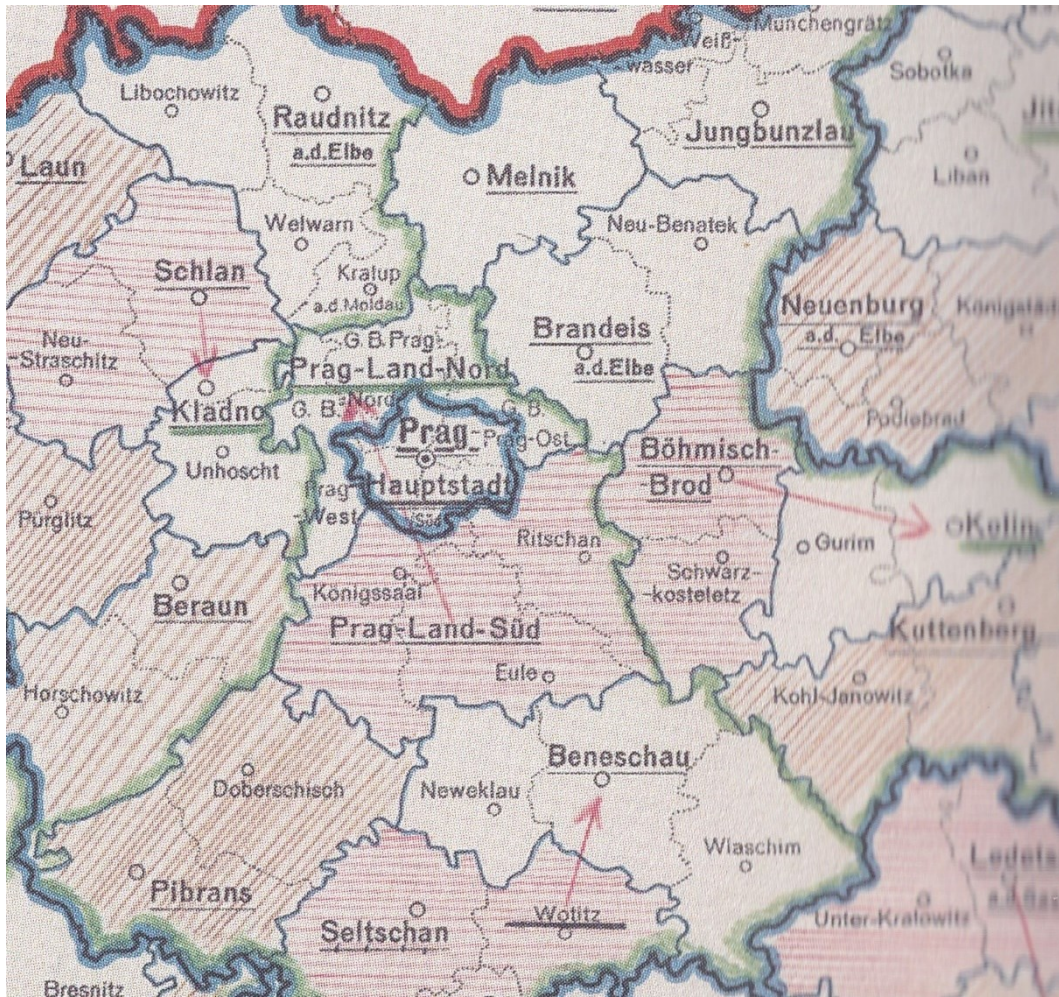 Münchengrätz
Weiß-
-wasser
Libochowitz
Sobotka
Raudnitz
a.d.Elbe
Jungbunzlau
Laun
Melnik
Liban
Welwarn
Neu-Benatek
Schlan
Kralup
a.d.Moldau
Neuenburg
a.d. Elbe
Neu-
-Straschitz
G.B.Prag-
-Nord
Brandeis
a.d.Elbe
Prag-Land-Nord
Kladno
G. B.
Prag-
-West
G. B.
Prag-Ost
Podiebrad
Prag-
Hauptstadt
Böhmisch-
-Brod
Unhoscht
Pürglitz
Kolin
Gurim
Ritschan
Beraun
Königssaal
Schwarz-
-kosteletz
Prag-Land-Süd
Kuttenberg
Eule
Horschowitz
Kohl-Janowitz
Beneschau
Doberschisch
Neweklau
Wlaschim
Pibrans
Seltschan
Wotitz
Unter-Kralowitz
Bresnitz